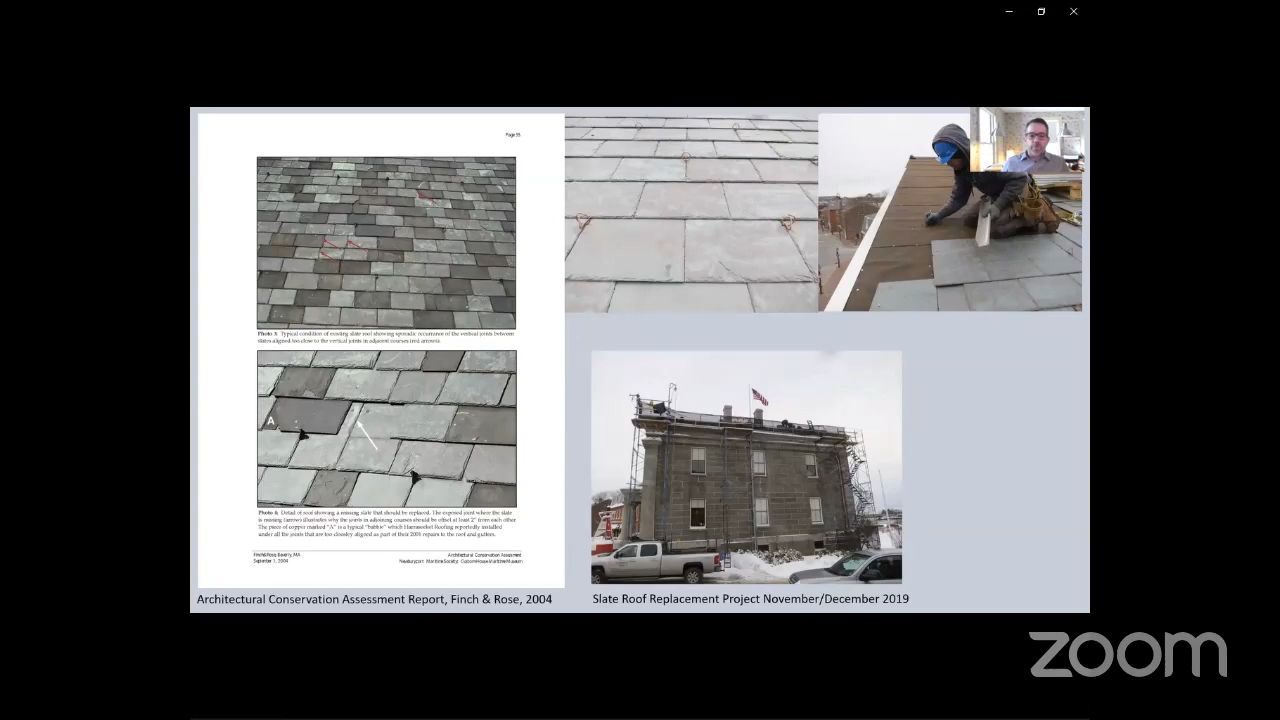 Page 55
Photo 5: Typical condition of existing slate roof showing sporadic occurrence of the vertical joints between
slates aligned too close to the vertical joints in adjacent courses (red arrows).
A
Photo 6: Detail of roof showing a missing slate that should be replaced. The exposed joint where the slate
is missing (arrow) illustrates why the joints in adjoining courses should be offset at least 2" from each other.
The piece of copper marked "A" is a typical "babbie" which Harraseeket Roofing reportedly installed
under all the joints that are too closely aligned as part of their 2001 repairs to the roof and gutters.
Finch&Rose, Beverly, MA
September 1, 2004
Architectural Conservation Assessment
Newburyport Maritime Society, Custom House Maritime Museum
Architectural Conservation Assessment Report, Finch & Rose, 2004
Slate Roof Replacement Project November/December 2019
zoom